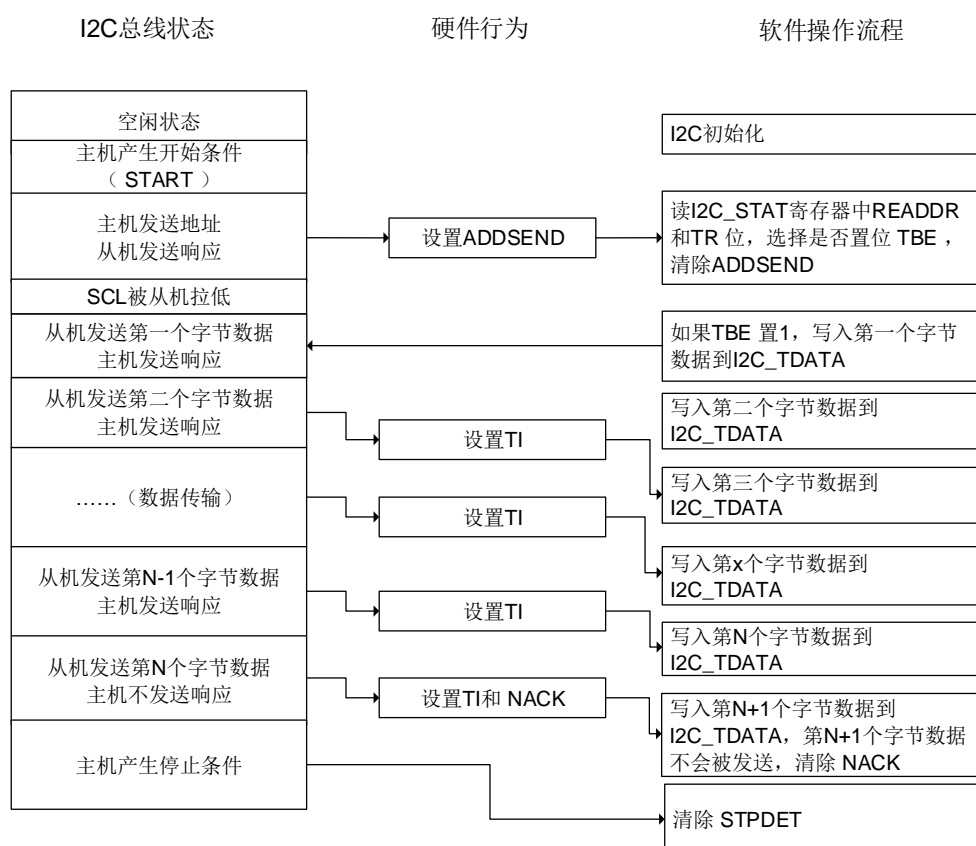 I2C总线状态
硬件行为
软件操作流程
空闲状态
I2C初始化
主机产生开始条件
（ START ）
主机发送地址
从机发送响应
设置ADDSEND
读I2C_STAT寄存器中READDR
和TR 位，选择是否置位 TBE ，
清除ADDSEND
SCL被从机拉低
从机发送第一个字节数据
主机发送响应
如果TBE 置1，写入第一个字节
数据到I2C_TDATA
从机发送第二个字节数据
主机发送响应
设置TI
写入第二个字节数据到
I2C_TDATA
写入第三个字节数据到
I2C_TDATA
……（数据传输）
设置TI
写入第x个字节数据到
I2C_TDATA
从机发送第N-1个字节数据
主机发送响应
设置TI
写入第N个字节数据到
I2C_TDATA
从机发送第N个字节数据
主机不发送响应
设置TI和 NACK
写入第N+1个字节数据到
I2C_TDATA，第N+1个字节数据
不会被发送，清除 NACK
主机产生停止条件
清除 STPDET